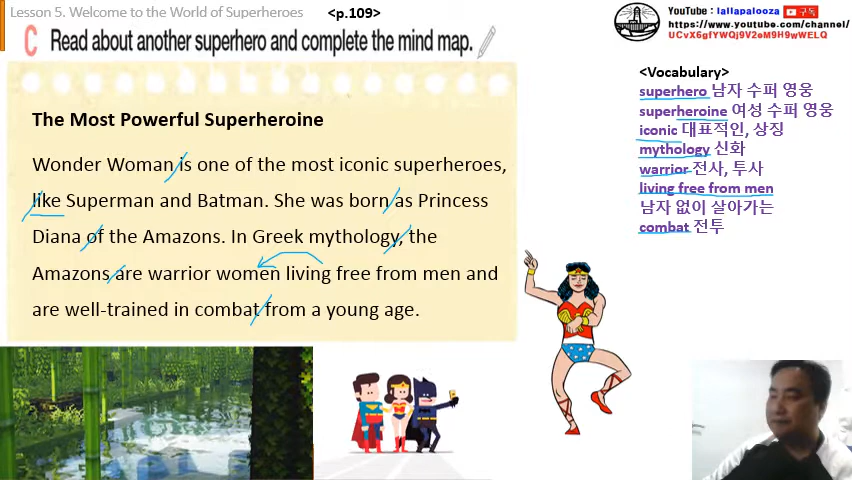 Lesson 5. Welcome to the World of Superheroes
<p.109>
YouTube : lallapalooza 구독
https://www.youtube.com/channel/
UCvX6gfYWQj9V2eM9H9wWELQ
C Read about another superhero and complete the mind map.
The Most Powerful Superheroine
Wonder Woman is one of the most iconic superheroes,
like Superman and Batman. She was born as Princess
Diana of the Amazons. In Greek mythology, the
Amazons are warrior women living free from men and
are well-trained in combat from a young age.
<Vocabulary>
superhero 남자 수퍼 영웅
superheroine 여성 수퍼 영웅
iconic 대표적인, 상징
mythology 신화
warrior 전사, 투사
living free from men
남자 없이 살아가는
combat 전투